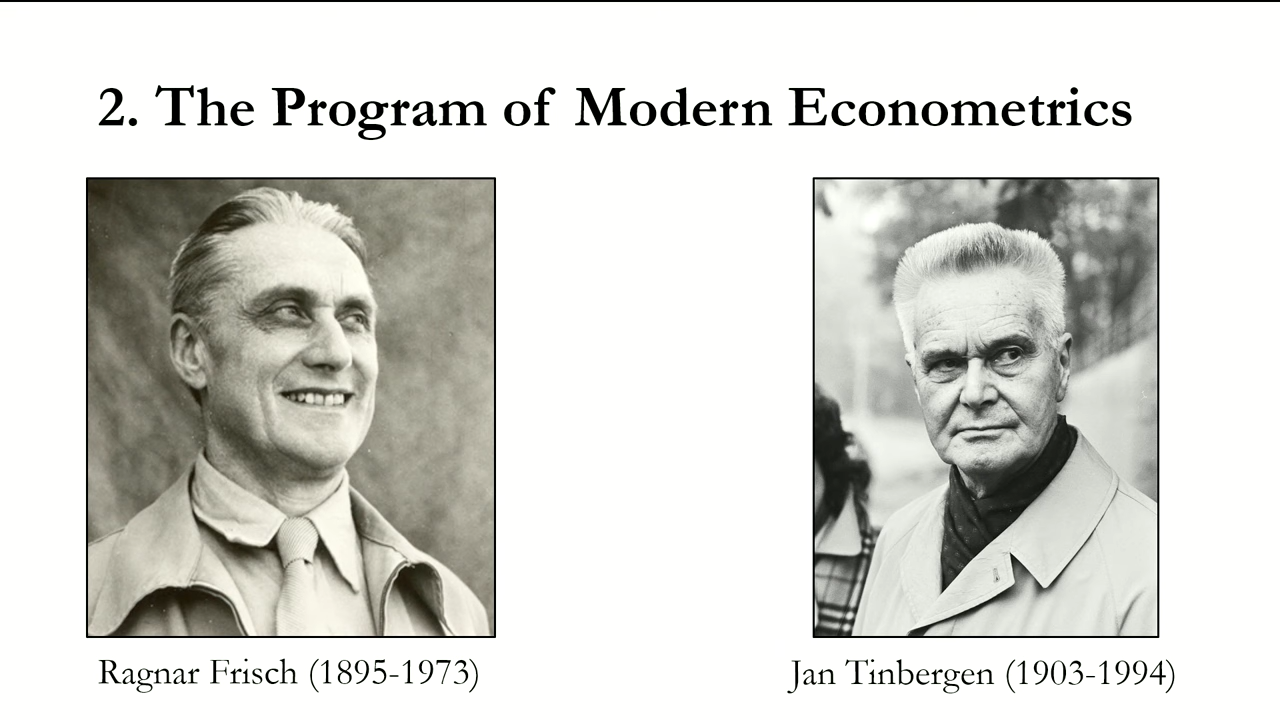 2. The Program of Modern Econometrics
Ragnar Frisch (1895-1973)
Jan Tinbergen (1903-1994)